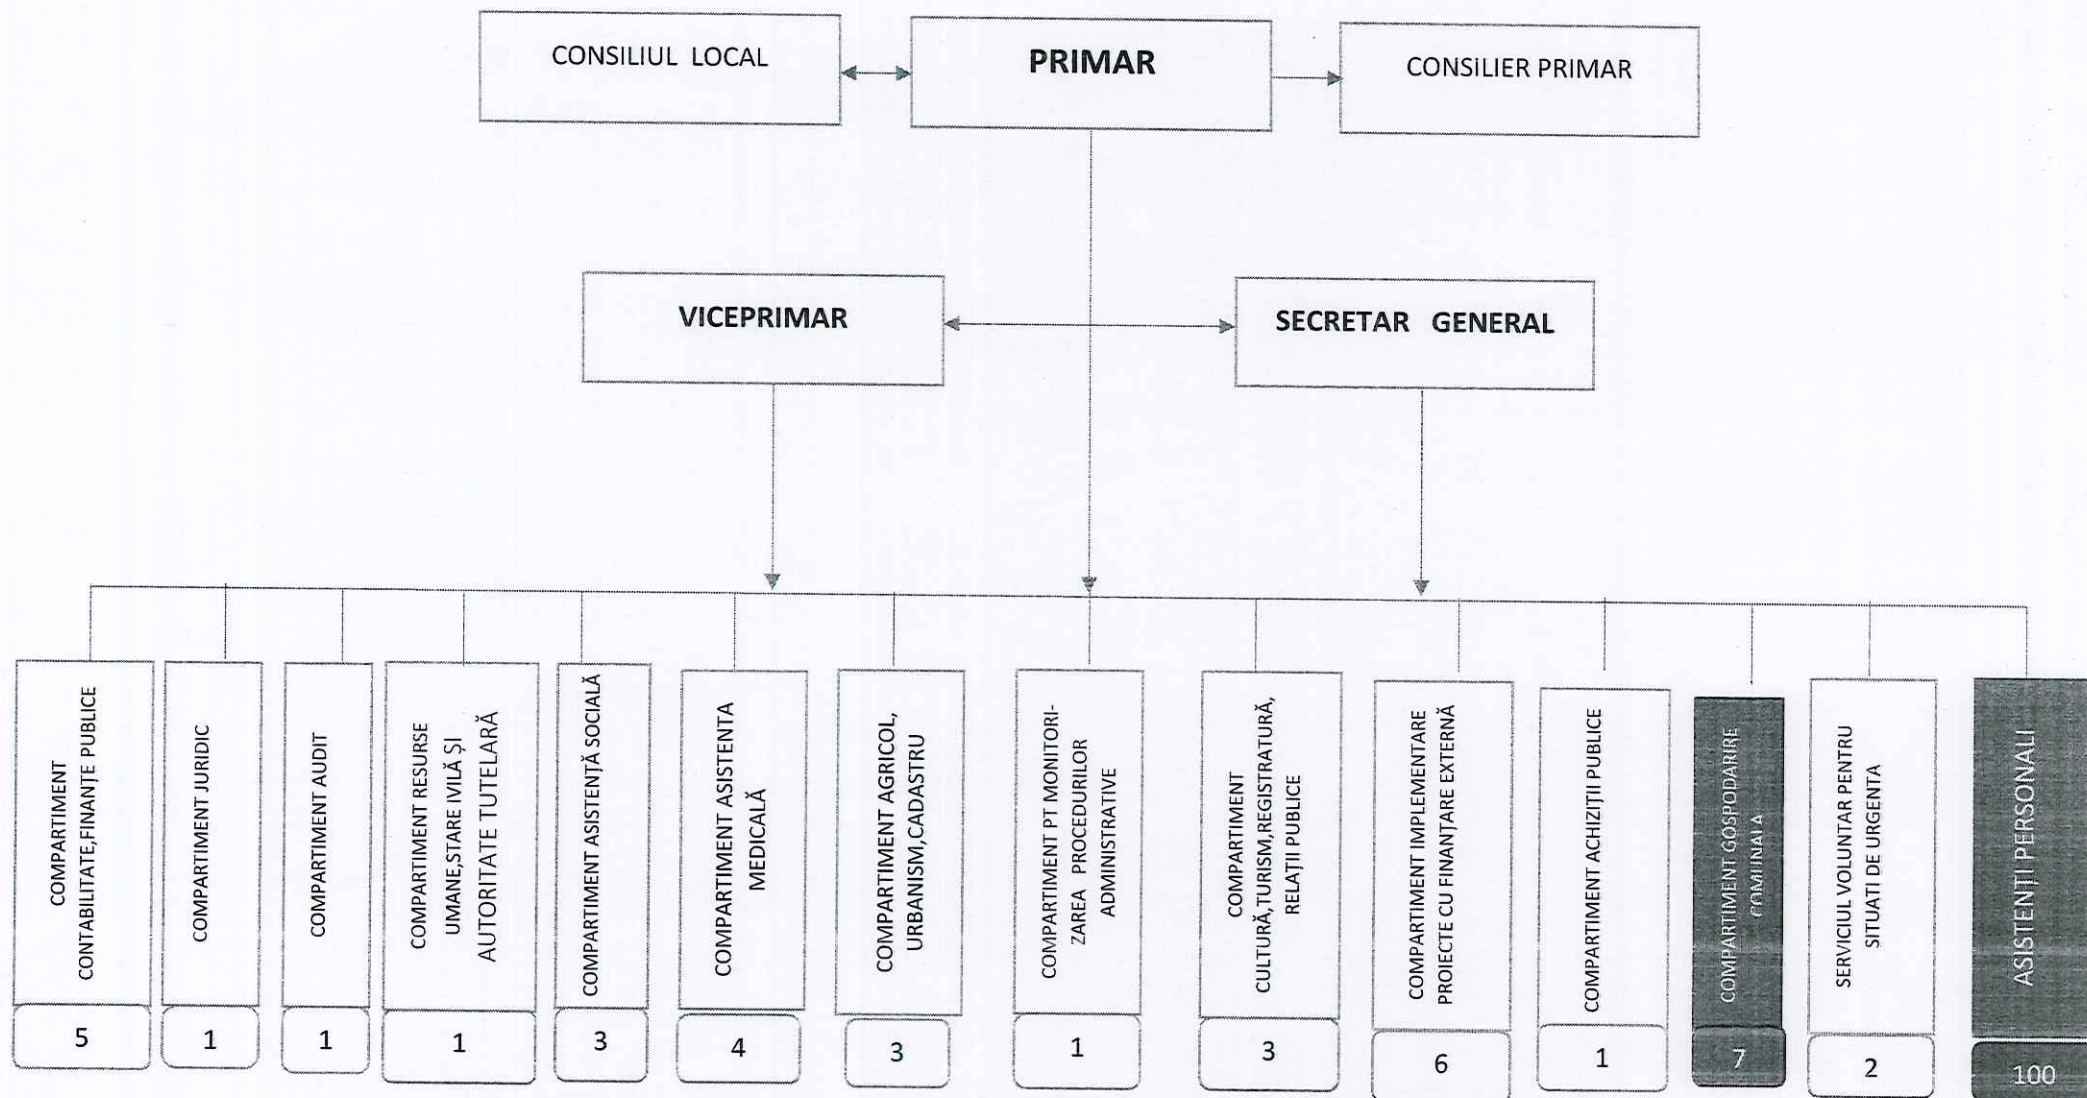 CONSILIUL LOCAL
PRIMAR
CONSILIER PRIMAR
VICEPRIMAR
SECRETAR GENERAL
COMPARTIMENT
CONTABILITATE,FINANȚE PUBLICE
5
COMPARTIMENT JURIDIC
1
COMPARTIMENT AUDIT
1
COMPARTIMENT RESURSE
UMANE,STARE IVILĂ ȘI
AUTORITATE TUTELARĂ
1
COMPARTIMENT ASISTENȚĂ SOCIALĂ
3
COMPARTIMENT ASISTENTA
MEDICALĂ
4
COMPARTIMENT AGRICOL,
URBANISM,CADASTRU
3
COMPARTIMENT PT MONITORI-
ZAREA PROCEDURILOR
ADMINISTRATIVE
1
COMPARTIMENT
CULTURĂ,TURISM,REGISTRATURĂ,
RELAȚII PUBLICE
3
COMPARTIMENT IMPLEMENTARE
PROIECTE CU FINANȚARE EXTERNĂ
6
COMPARTIMENT ACHIZIȚII PUBLICE
1
COMPARTIMENT GOSPODARIRE
7
SERVICIUL VOLUNTAR PENTRU
SITUATI DE URGENTA
2
ASISTENȚI PERSONALI
100